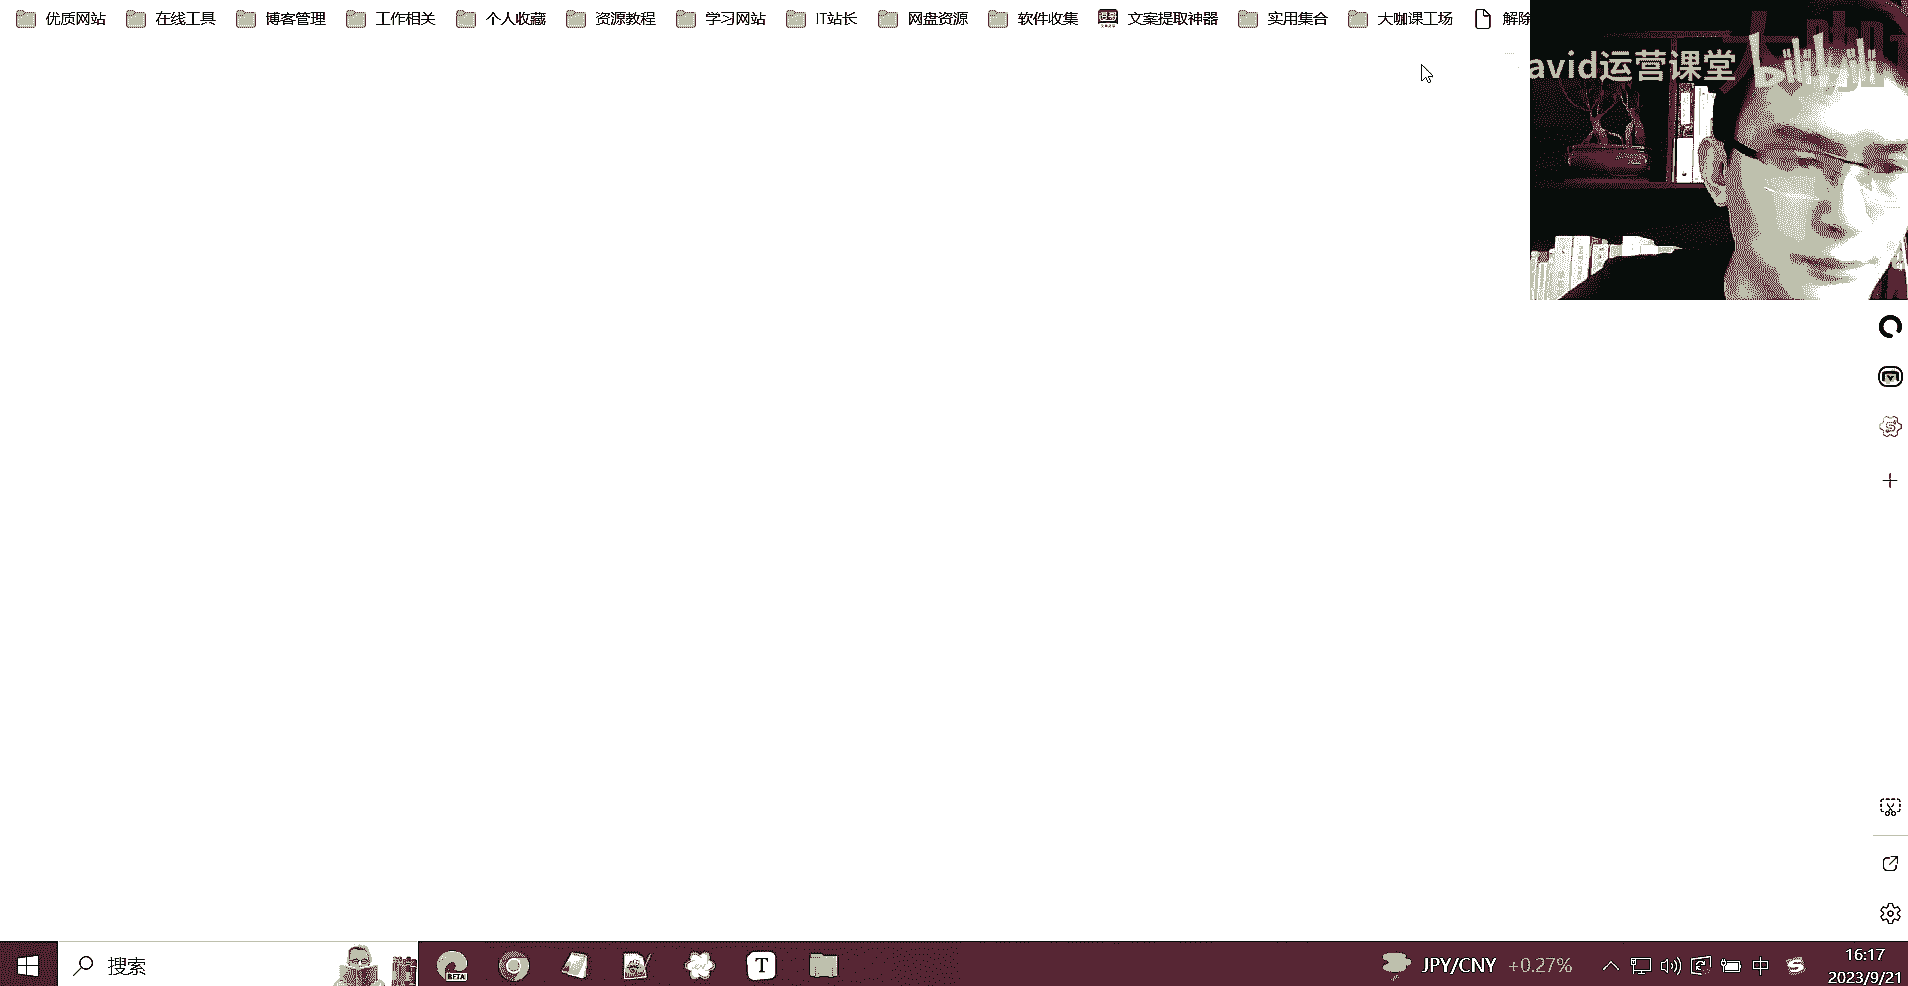 优质网站 在线工具 博客管理 工作相关 个人收藏 资源教程 学习网站 IT站长 网盘资源 软件收集 文案提取神器 实用集合 大咖课工场 解除
avid运营课堂
搜索
BETA
T
JPY/CNY +0.27%
中
16:17
2023/9/21